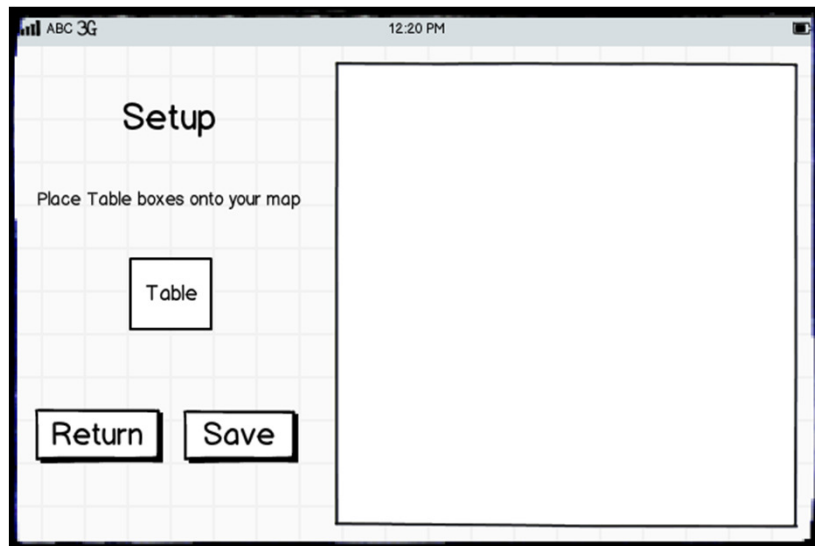 ABC 3G 12:20 PM
Setup
Place Table boxes onto your map
Table
Return Save